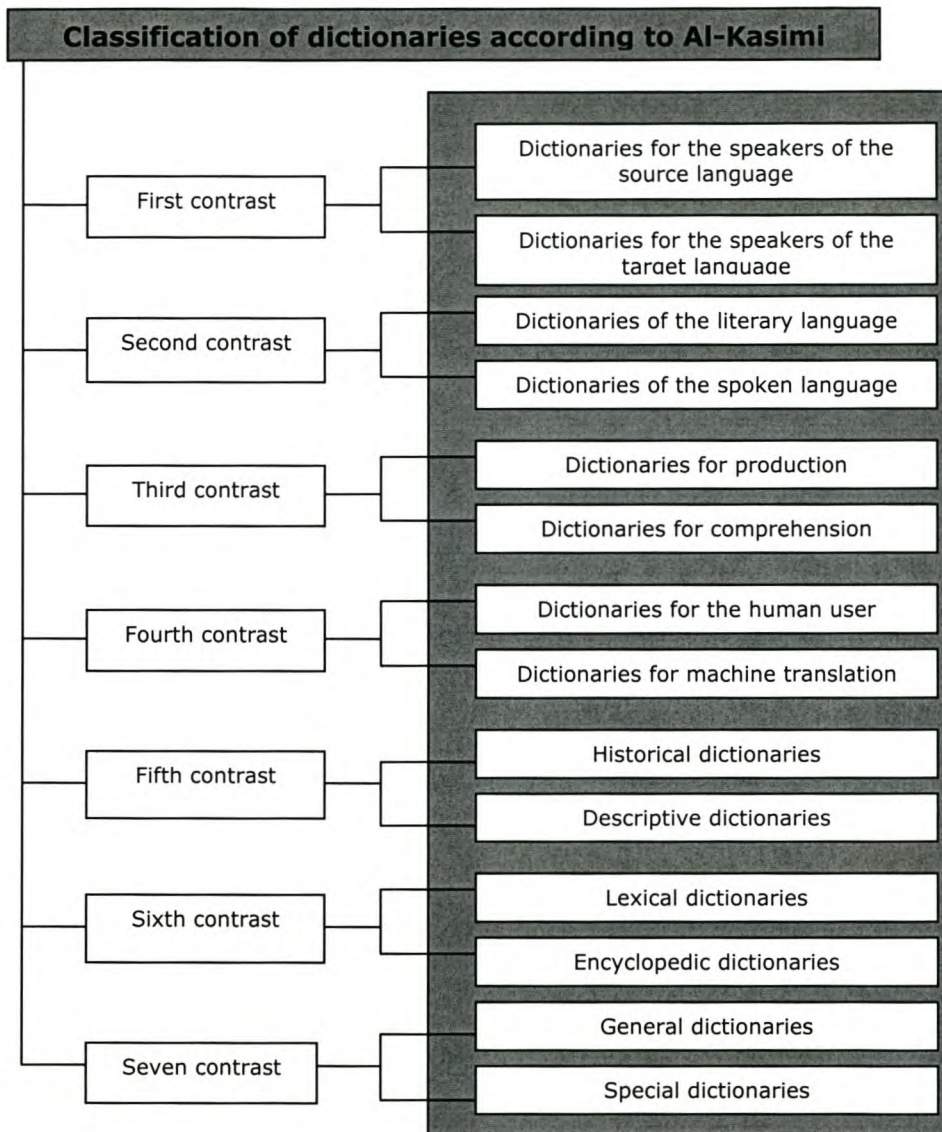 Classification of dictionaries according to Al-Kasimi
First contrast
Dictionaries for the speakers of the
source language
Dictionaries for the speakers of the
target language
Second contrast
Dictionaries of the literary language
Dictionaries of the spoken language
Third contrast
Dictionaries for production
Dictionaries for comprehension
Fourth contrast
Dictionaries for the human user
Dictionaries for machine translation
Fifth contrast
Historical dictionaries
Descriptive dictionaries
Sixth contrast
Lexical dictionaries
Encyclopedic dictionaries
Seven contrast
General dictionaries
Special dictionaries